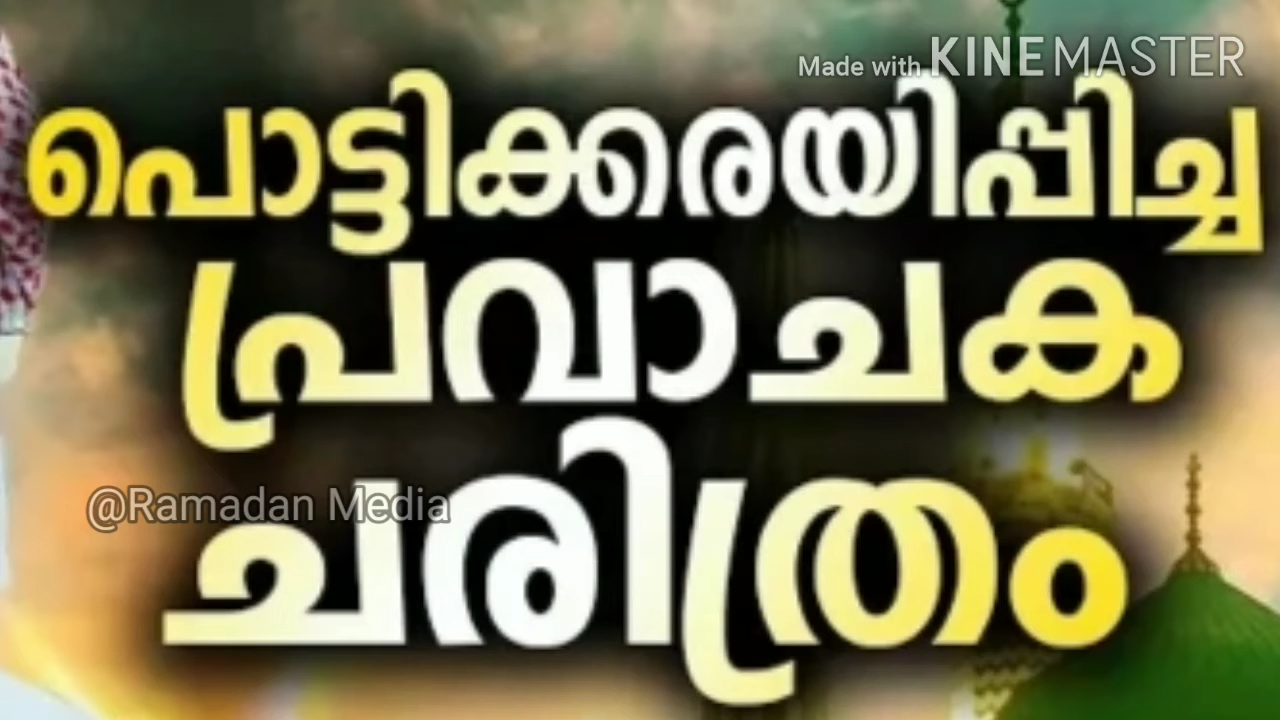 Made with KINEMASTER
പൊട്ടിക്കരയിപ്പിച്ച
പ്രവാചക
@Ramadan Media
ചരിത്രം